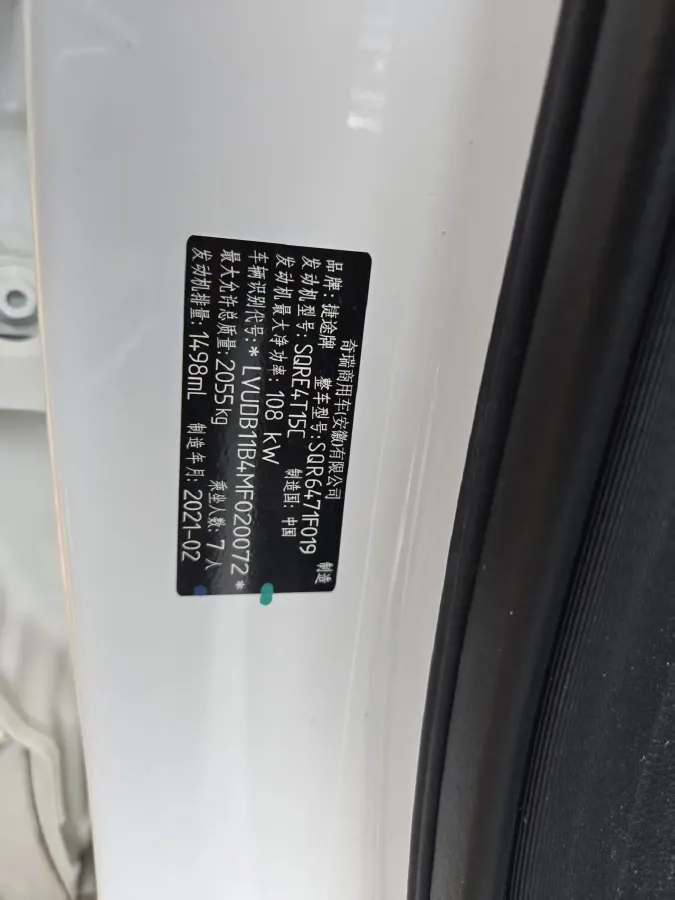 奇瑞商用车(安徽)有限公司 制造
品牌:捷途牌 整车型号:SQR6471F019
发动机型号:SQRE4T15C 制造国:中国
发动机最大净功率:108 kW
车辆识别代号:*LVUDB11B4MF020072*
最大允许总质量:2055kg 乘坐人数:7人
发动机排量:1498mL 制造年月:2021-02